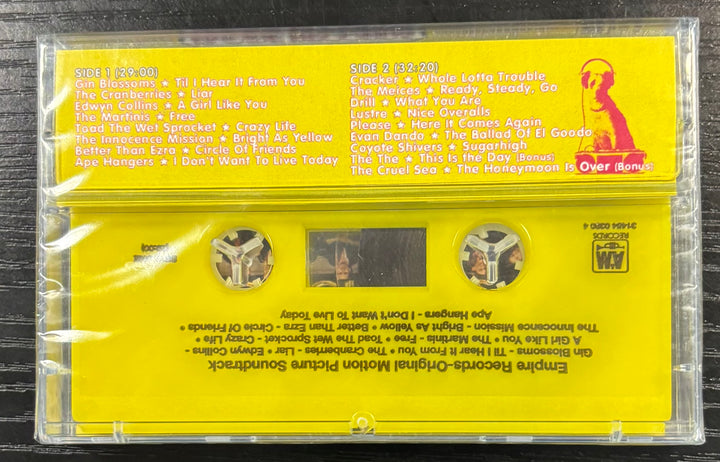 SIDE 1 (29:00)
Gin Blossoms ★ Til I Hear It From You
The Cranberries ★ Liar
Edwyn Collins ★ A Girl Like You
The Martinis ★ Free
Toad The Wet Sprocket ★ Crazy Life
The Innocence Mission ★ Bright As Yellow
Better Than Ezra ★ Circle Of Friends
Ape Hangers ★ I Don't Want To Live Today
SIDE 2 (32:20)
Cracker ★ Whole Lotta Trouble
The Meices ★ Ready, Steady, Go
Drill ★ What You Are
Lustre ★ Nice Overalls
Please ★ Here It Comes Again
Evan Dando ★ The Ballad Of El Goodo
Coyote Shivers ★ Sugarhigh
The The ★ This Is the Day (Bonus)
The Cruel Sea ★ The Honeymoon Is Over (Bonus)
Empire Records-Original Motion Picture Soundtrack
Gin Blossoms - Til I Hear It From You • The Cranberries - Liar • Edwyn Collins -
A Girl Like You • The Martinis - Free • Toad The Wet Sprocket - Crazy Life •
The Innocence Mission - Bright As Yellow • Better Than Ezra - Circle Of Friends •
Ape Hangers - I Don't Want To Live Today
A&M
RECORDS